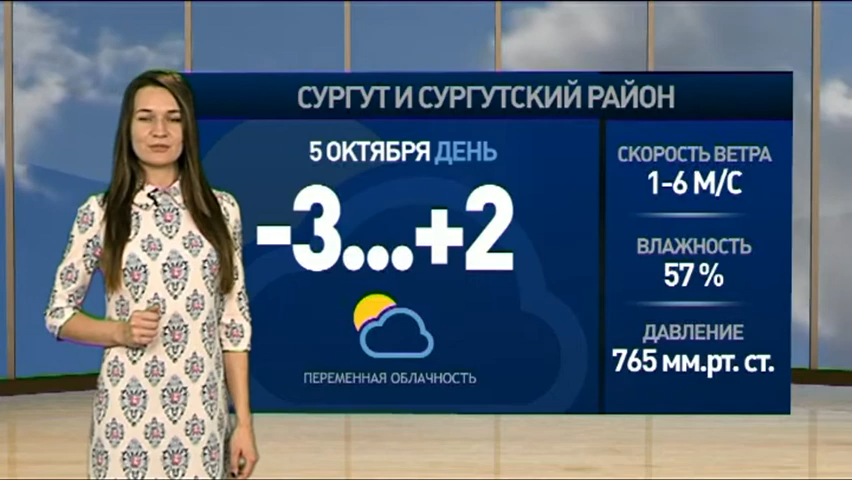 СУРГУТ И СУРГУТСКИЙ РАЙОН
5 ОКТЯБРЯ ДЕНЬ
-3...+2
ПЕРЕМЕННАЯ ОБЛАЧНОСТЬ
СКОРОСТЬ ВЕТРА
1-6 М/С
ВЛАЖНОСТЬ
57 %
ДАВЛЕНИЕ
765 мм.рт. ст.